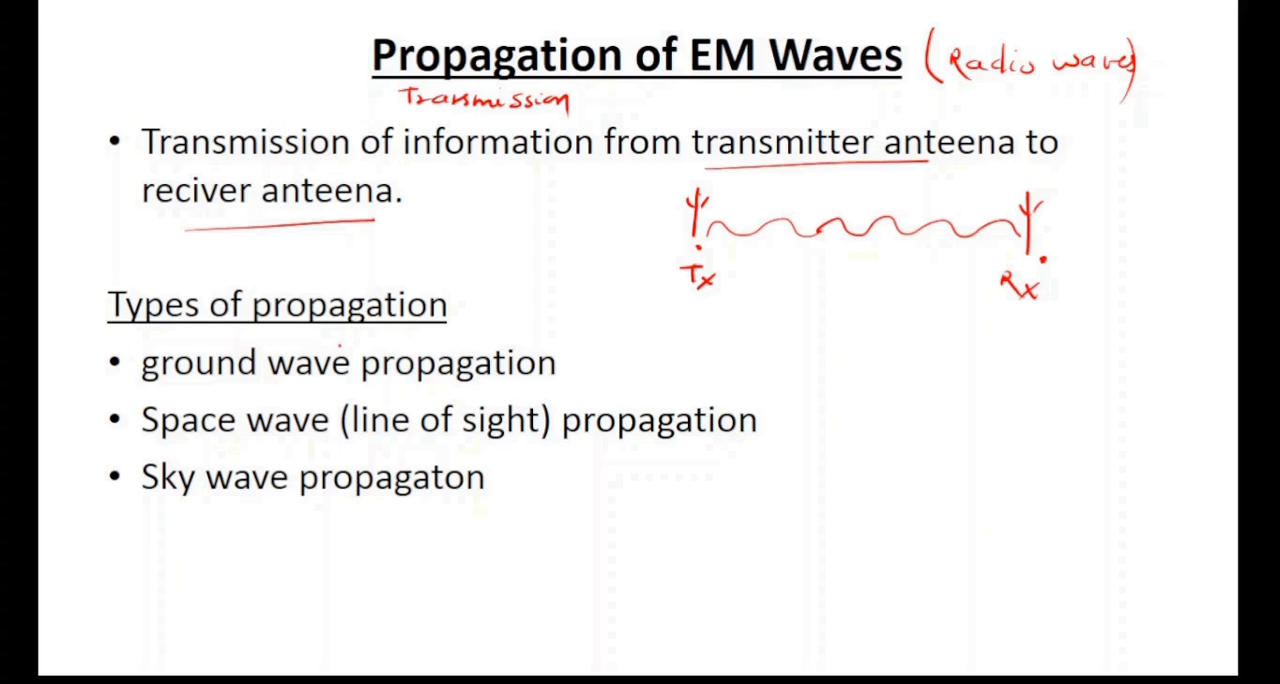 Propagation of EM Waves (Radio waves)
Transmission
• Transmission of information from transmitter anteena to
reciver anteena.
Tx Rx
Types of propagation
• ground wave propagation
• Space wave (line of sight) propagation
• Sky wave propagaton